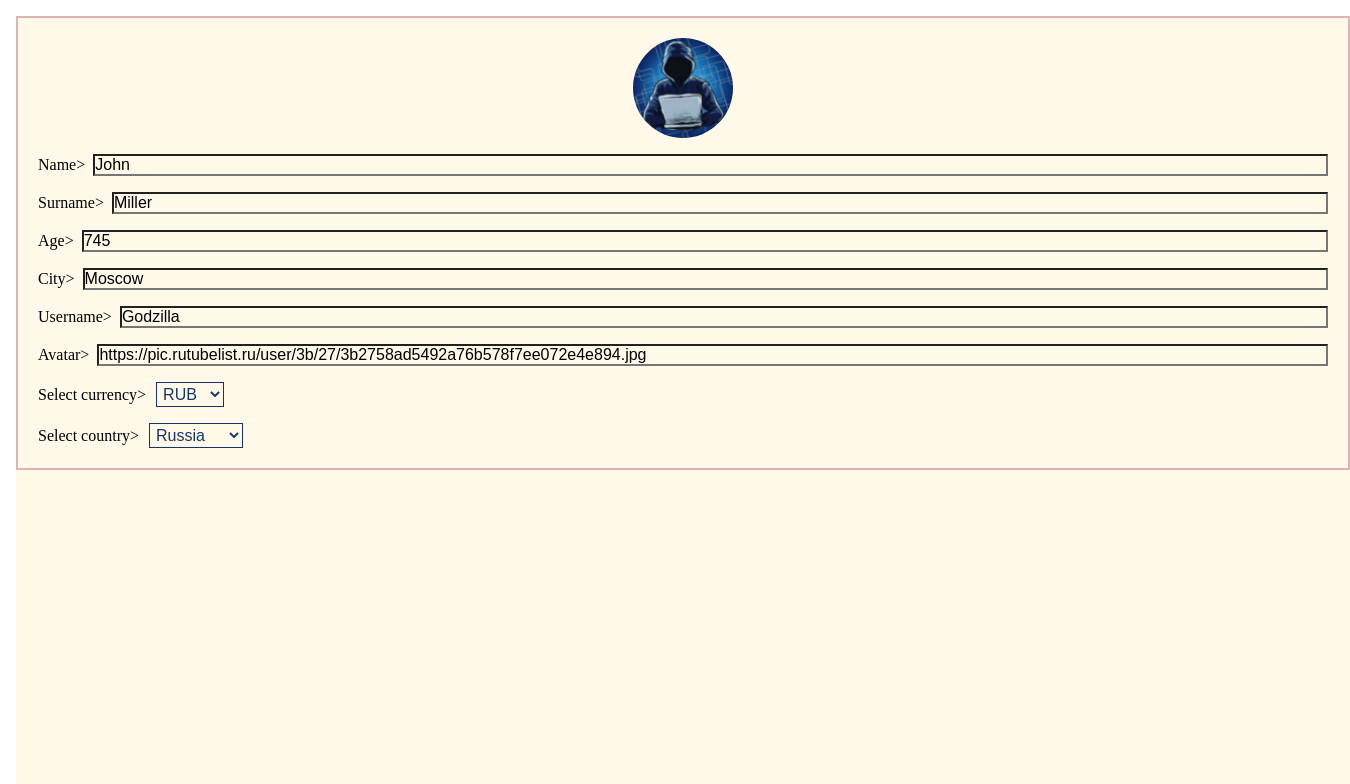 Name> John
Surname> Miller
Age> 745
City> Moscow
Username> Godzilla
Avatar> https://pic.rutubelist.ru/user/3b/27/3b2758ad5492a76b578f7ee072e4e894.jpg
Select currency> RUB
Select country> Russia